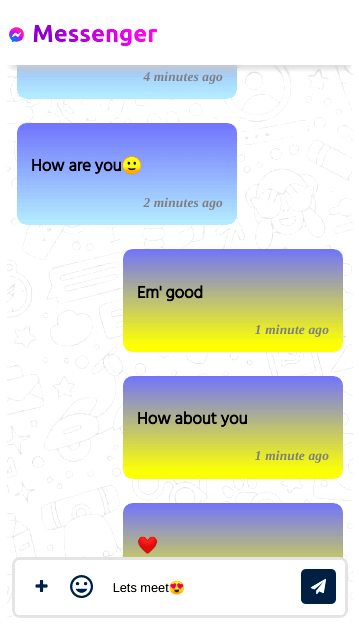 Messenger
4 minutes ago
How are you🙂
2 minutes ago
Em' good
1 minute ago
How about you
1 minute ago
❤️
Lets meet😍